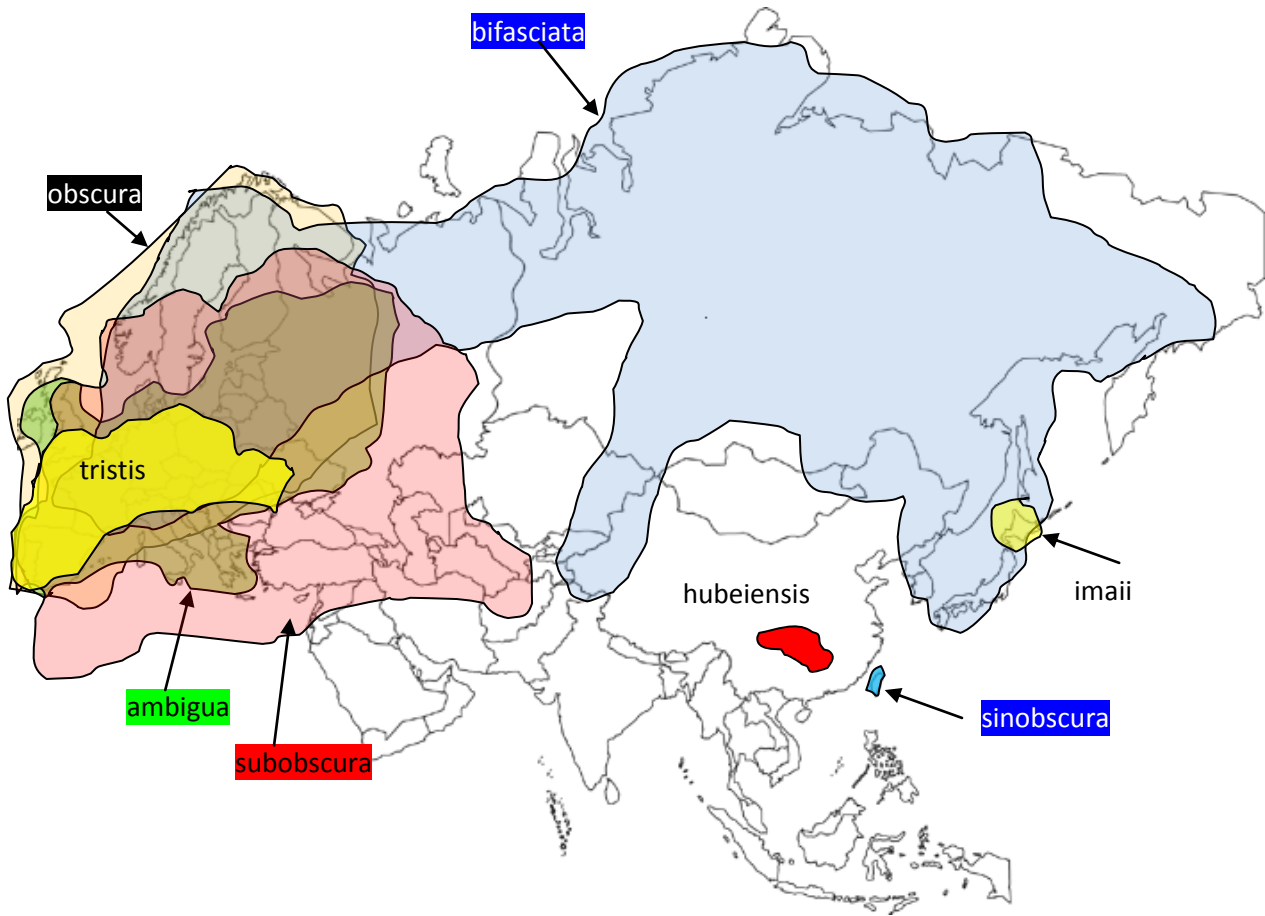 bifasciata
obscura
tristis
hubeiensis
imaii
ambigua
sinobscura
subobscura